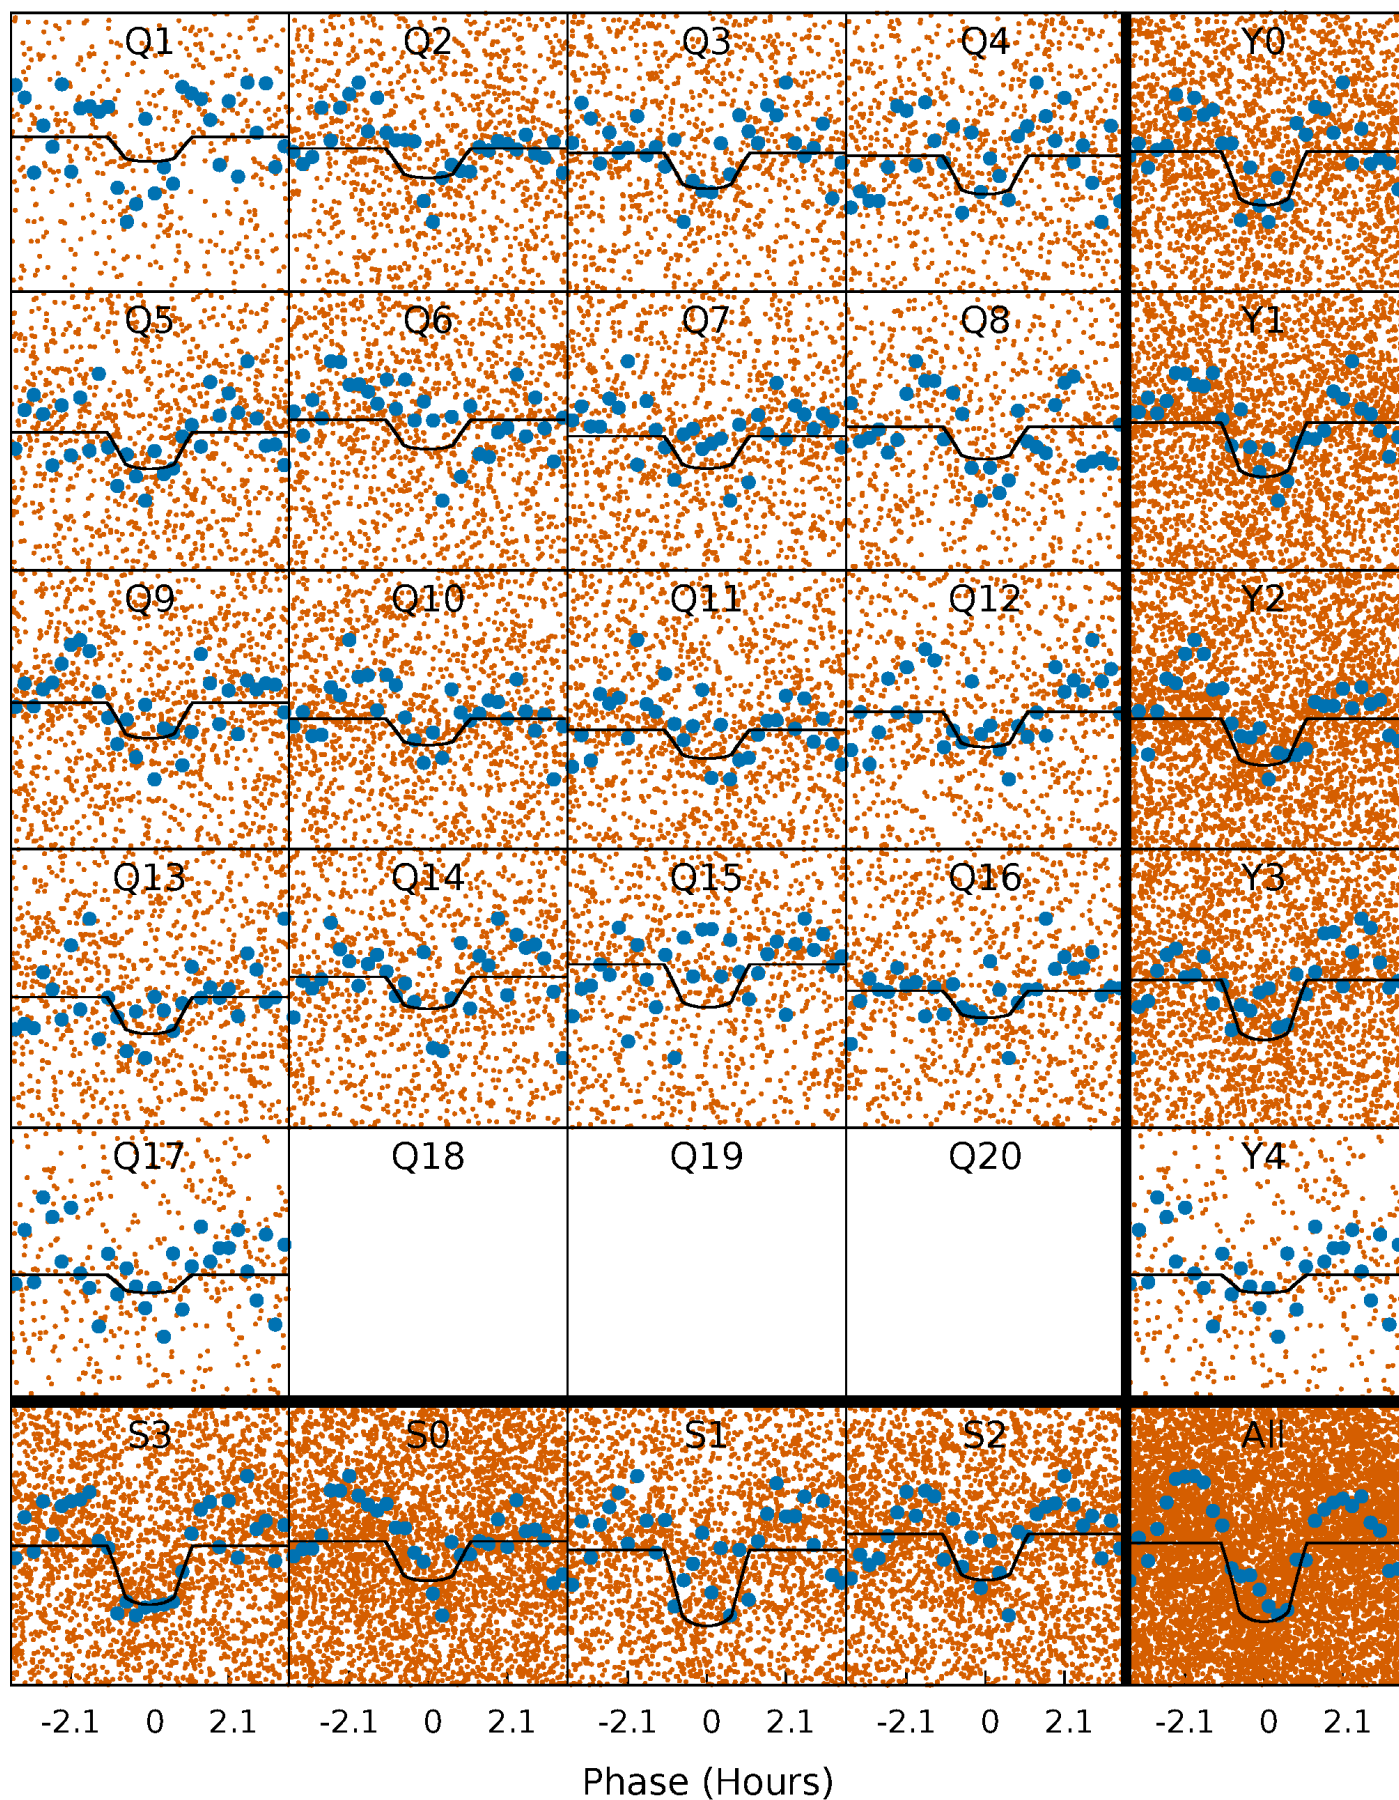 Q1 Q2 Q3 Q4 Y0
Q5 Q6 Q7 Q8 Y1
Q9 Q10 Q11 Q12 Y2
Q13 Q14 Q15 Q16 Y3
Q17 Q18 Q19 Q20 Y4
S3 S0 S1 S2 All
-2.1 0 2.1 -2.1 0 2.1 -2.1 0 2.1 -2.1 0 2.1 -2.1 0 2.1
Phase (Hours)